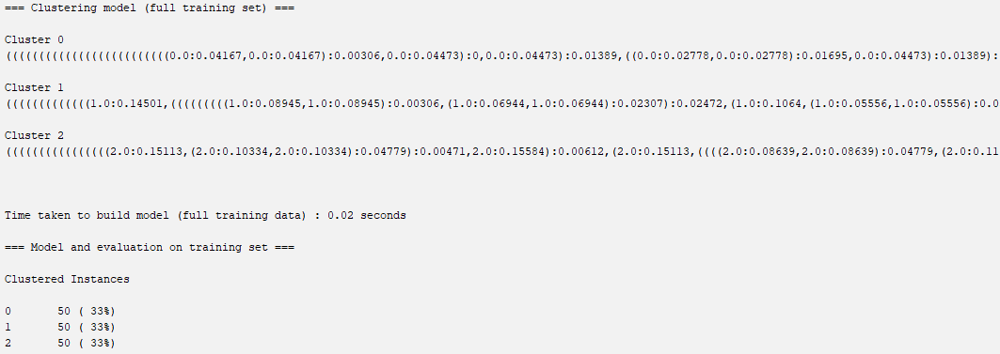 === Clustering model (full training set) ===
Cluster 0
((((((((((((((((((((((((((0.0:0.04167,0.0:0.04167):0.00306,0.0:0.04473):0,0.0:0.04473):0.01389,((0.0:0.02778,0.0:0.02778):0.01695,0.0:0.04473):0.01389):
Cluster 1
(((((((((((((1.0:0.14501,(((((((((1.0:0.08945,1.0:0.08945):0.00306,(1.0:0.06944,1.0:0.06944):0.02307):0.02472,(1.0:0.1064,(1.0:0.05556,1.0:0.05556):0.0
Cluster 2
((((((((((((((((2.0:0.15113,(2.0:0.10334,2.0:0.10334):0.04779):0.00471,2.0:0.15584):0.00612,(2.0:0.15113,((((2.0:0.08639,2.0:0.08639):0.04779,(2.0:0.11
Time taken to build model (full training data) : 0.02 seconds
=== Model and evaluation on training set ===
Clustered Instances
0 50 ( 33%)
1 50 ( 33%)
2 50 ( 33%)